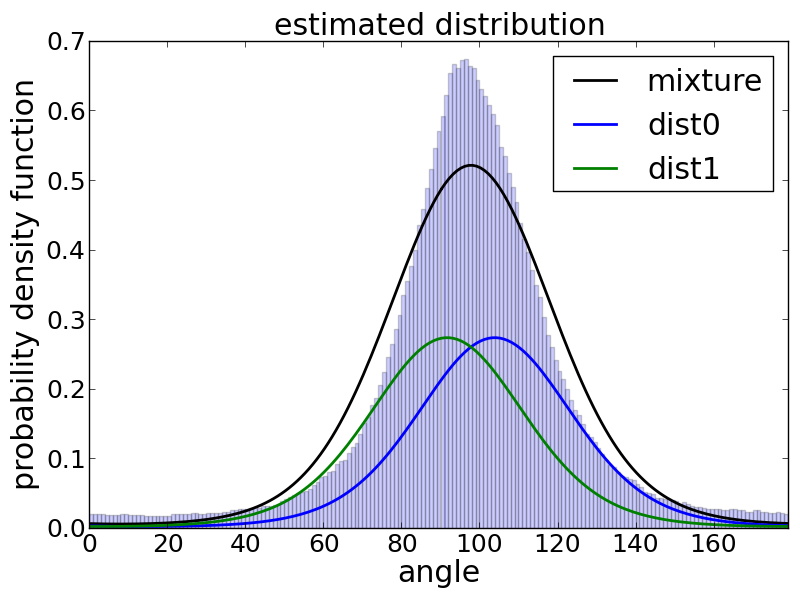 estimated distribution
probability density function
0.7
0.6
0.5
0.4
0.3
0.2
0.1
0.0
mixture
dist0
dist1
0 20 40 60 80 100 120 140 160
angle